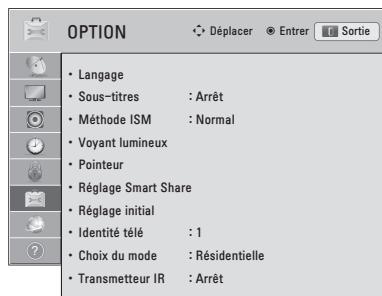 OPTION Déplacer Entrer Sortie
• Langage
• Sous-titres : Arrêt
• Méthode ISM : Normal
• Voyant lumineux
• Pointeur
• Réglage Smart Share
• Réglage initial
• Identité télé : 1
• Choix du mode : Résidentielle
• Transmetteur IR : Arrêt
?